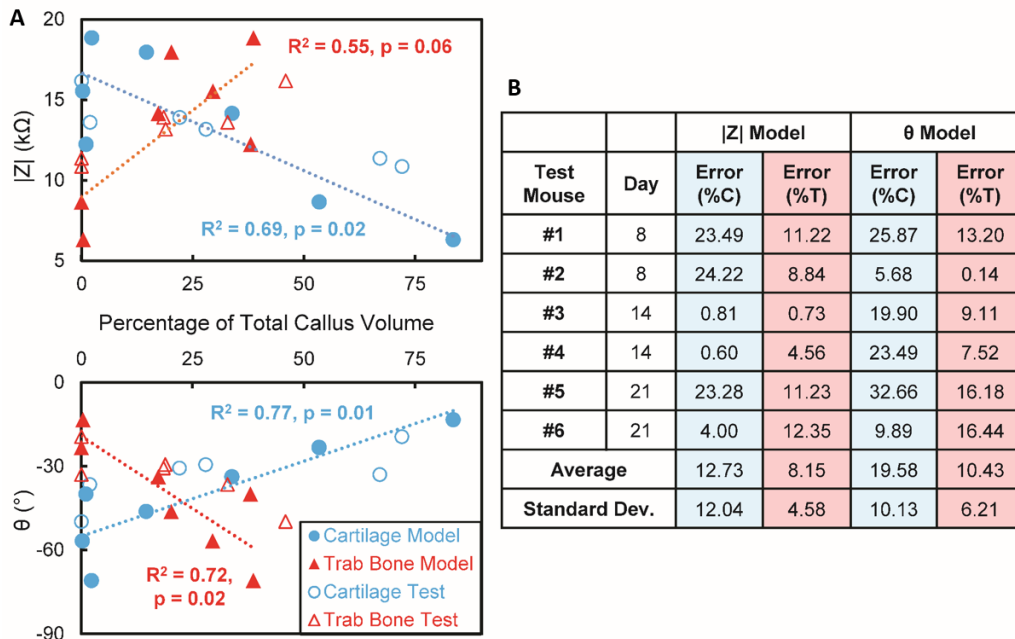 A
20
15
10
5
|Z| (kΩ)
R² = 0.55, p = 0.06
R² = 0.69, p = 0.02
0 25 50 75
Percentage of Total Callus Volume
0 25 50 75
0
-30
-60
-90
θ (°)
R² = 0.77, p = 0.01
R² = 0.72,
p = 0.02
Cartilage Model
Trab Bone Model
Cartilage Test
Trab Bone Test
B
|Z| Model θ Model
Test Mouse Day Error (%C) Error (%T) Error (%C) Error (%T)
#1 8 23.49 11.22 25.87 13.20
#2 8 24.22 8.84 5.68 0.14
#3 14 0.81 0.73 19.90 9.11
#4 14 0.60 4.56 23.49 7.52
#5 21 23.28 11.23 32.66 16.18
#6 21 4.00 12.35 9.89 16.44
Average 12.73 8.15 19.58 10.43
Standard Dev. 12.04 4.58 10.13 6.21